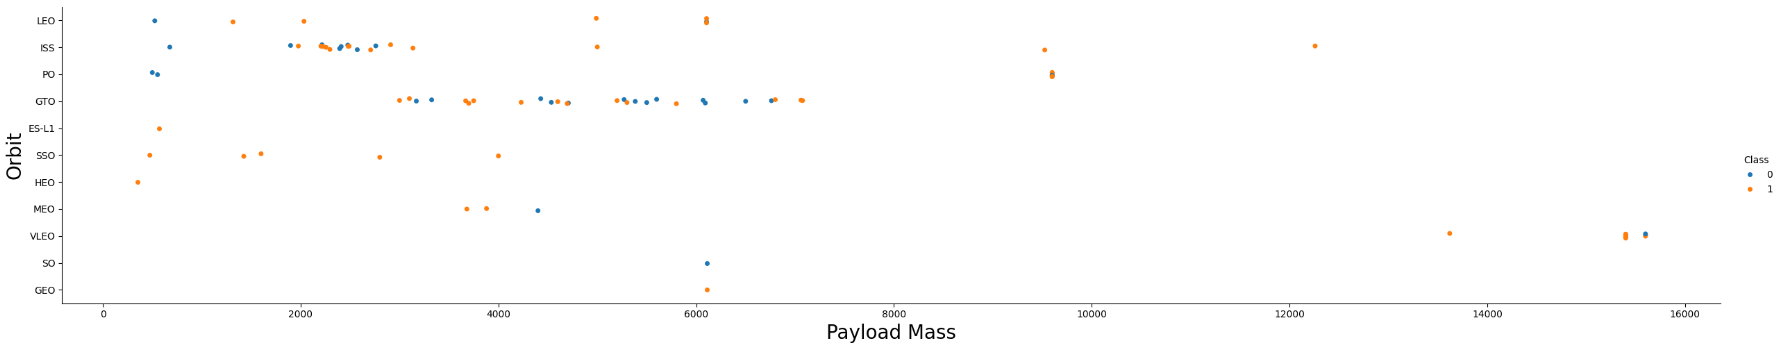 LEO
ISS
PO
GTO
ES-L1
SSO
HEO
MEO
VLEO
SO
GEO
Orbit
0
2000
4000
6000
8000
10000
12000
14000
16000
Payload Mass
Class
0
1